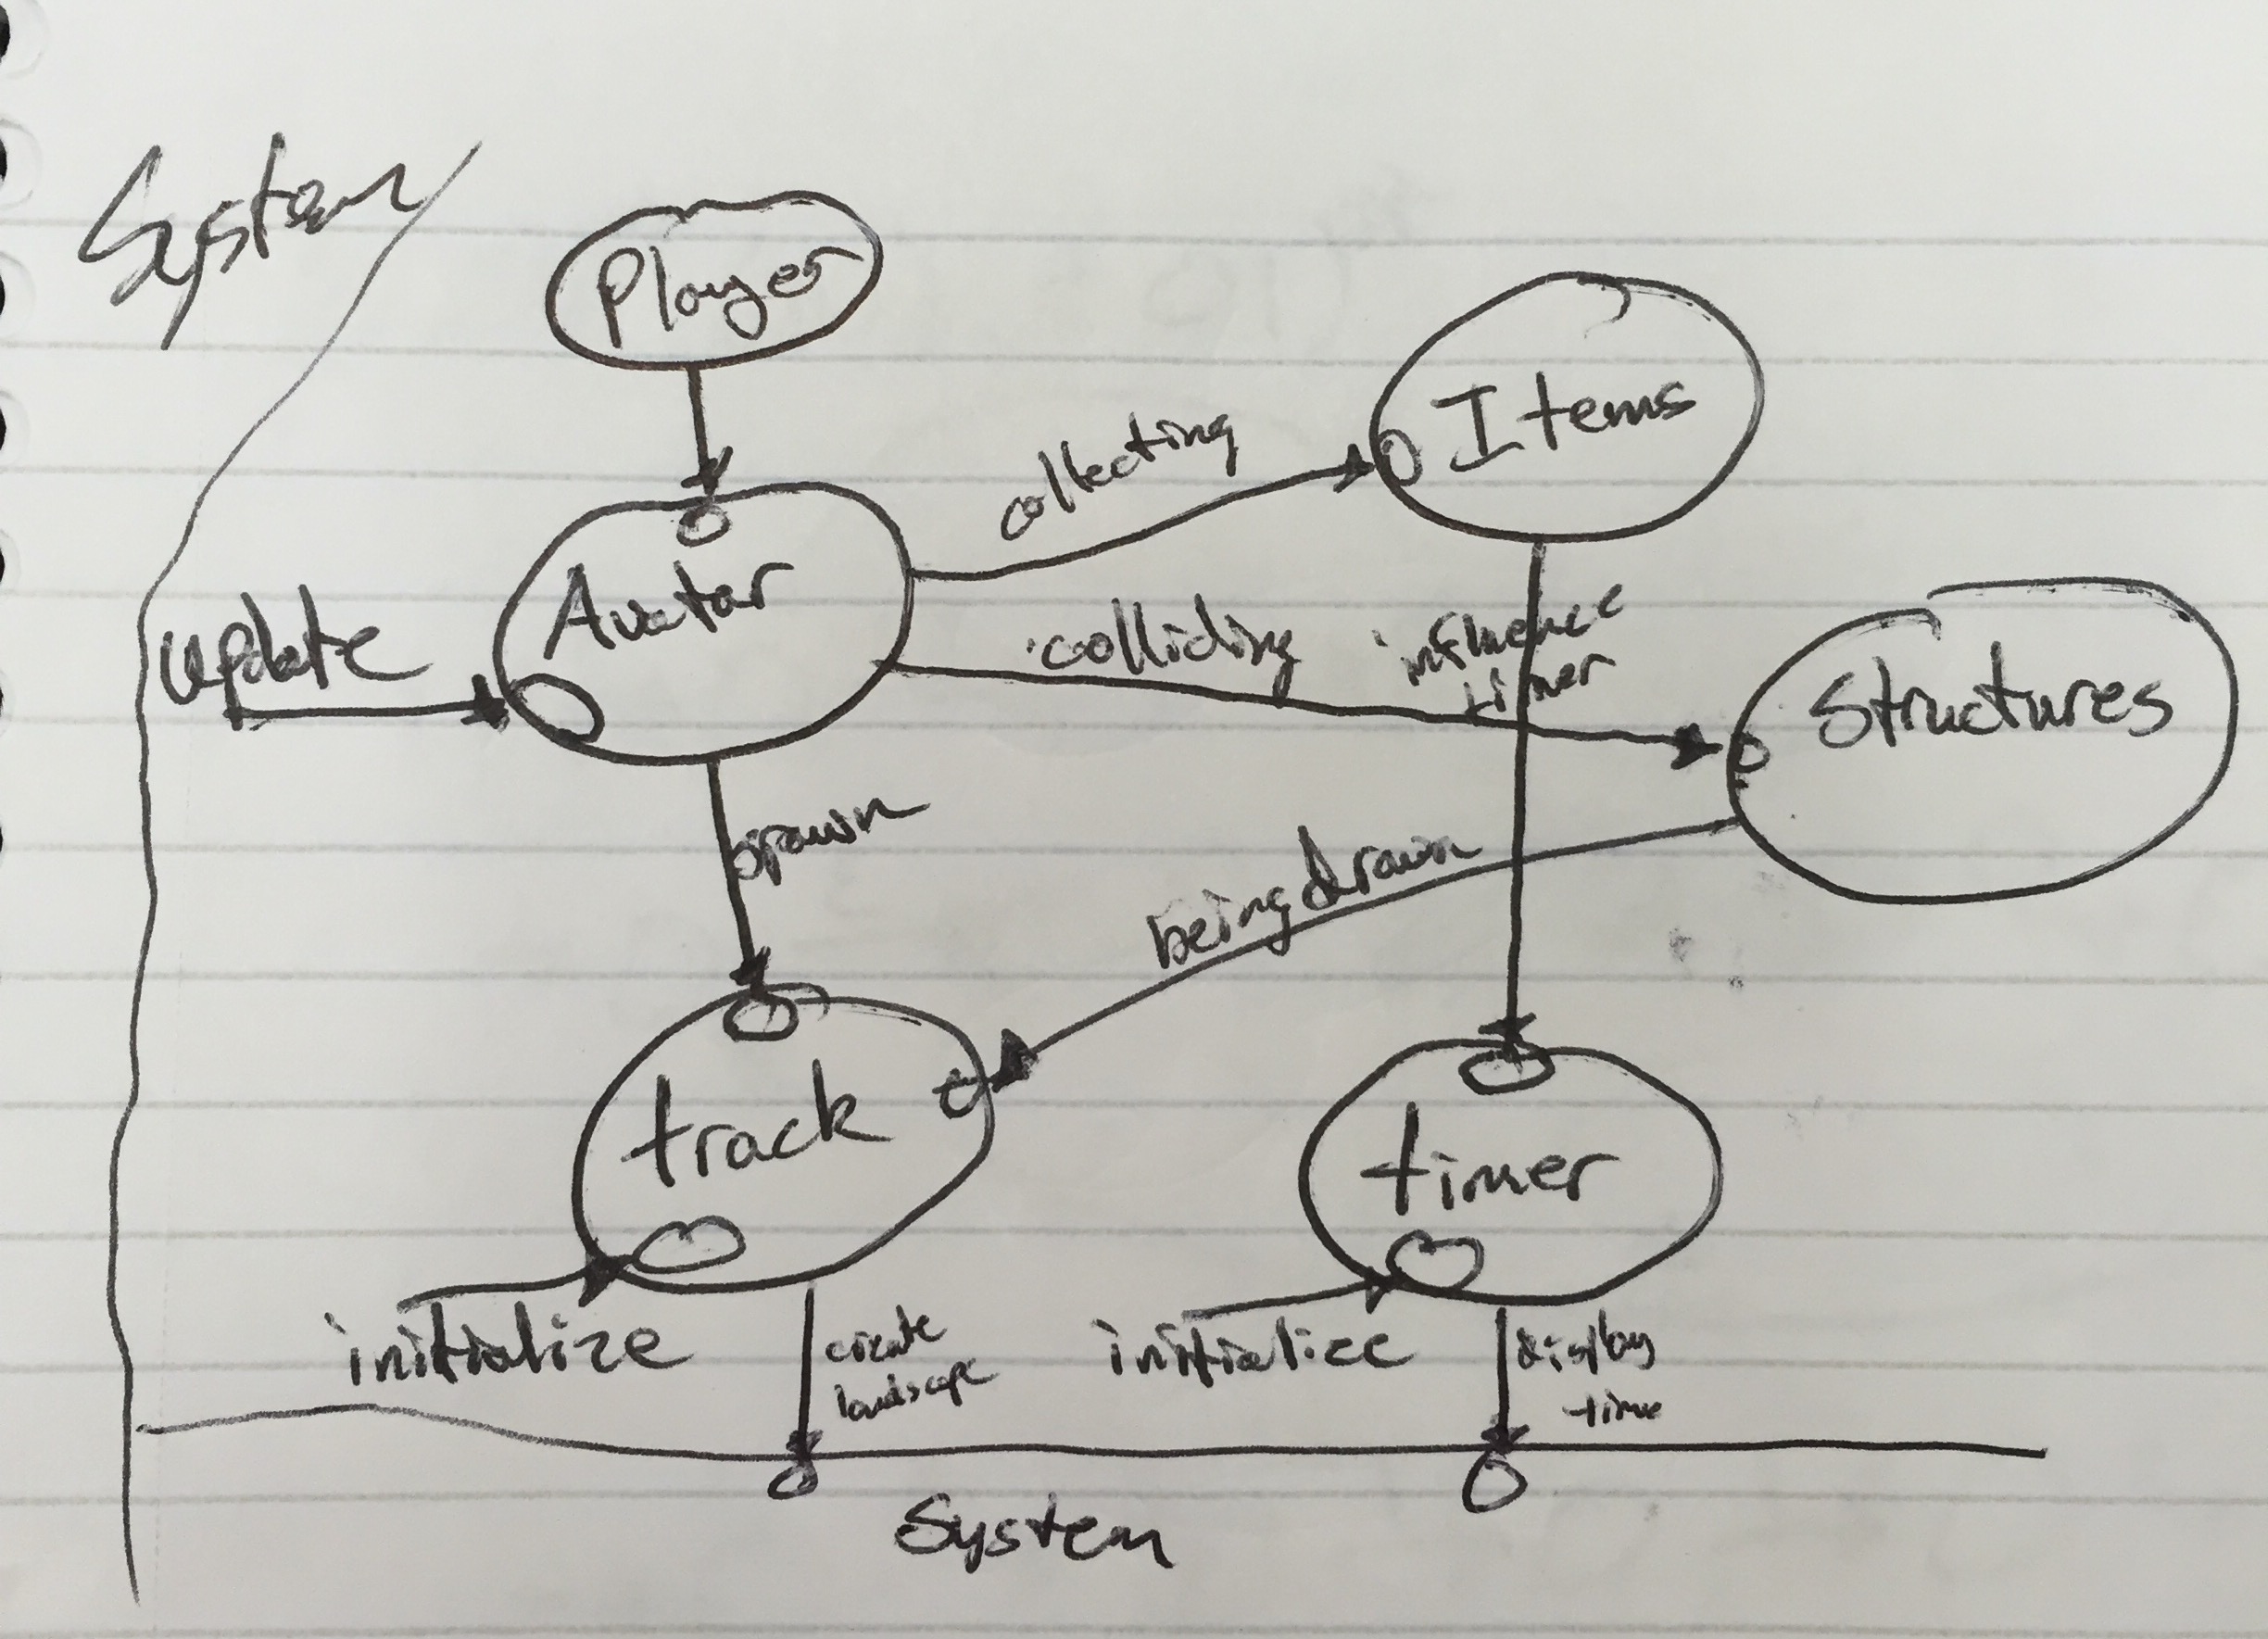 System
Player
Items
collecting
Avatar
update
colliding
influence
timer
Structures
spawn
being drawn
track
timer
initialize
create
landscape
initialize
display
time
System